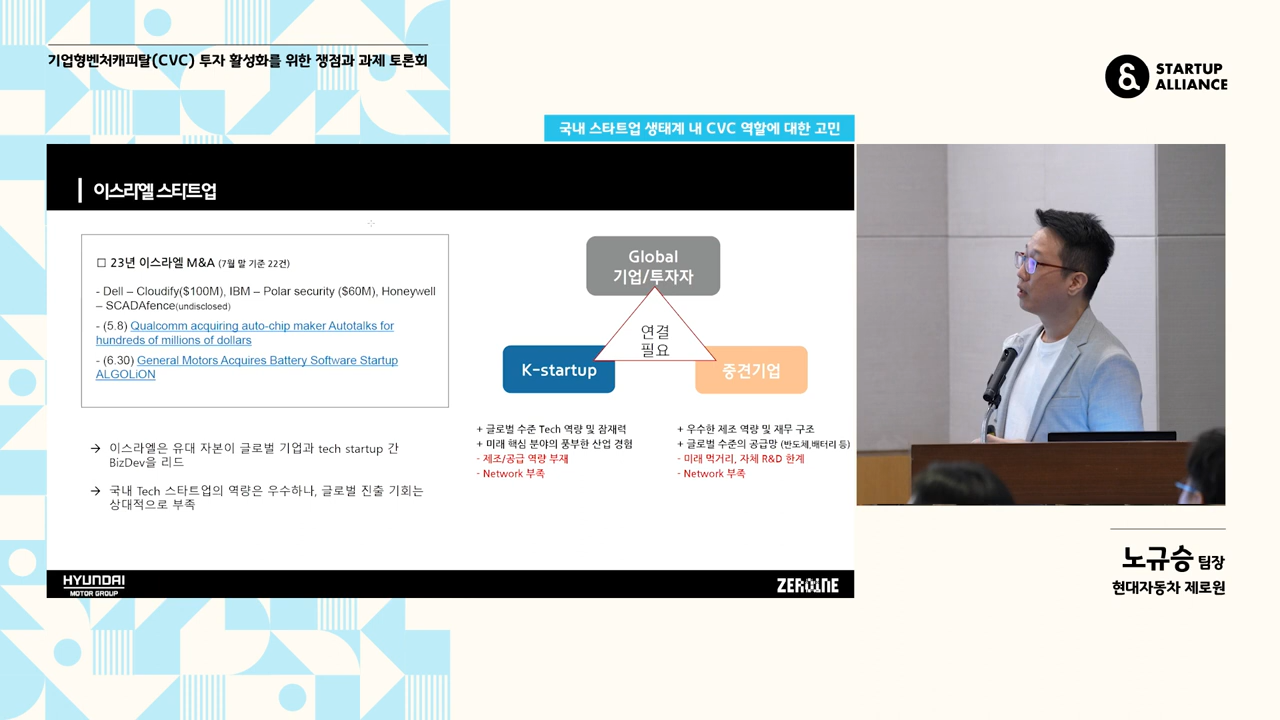 기업형벤처캐피탈(CVC) 투자 활성화를 위한 쟁점과 과제 토론회
STARTUP
ALLIANCE
국내 스타트업 생태계 내 CVC 역할에 대한 고민
이스라엘 스타트업
□ 23년 이스라엘 M&A (7월 말 기준 22건)
- Dell – Cloudify($100M), IBM – Polar security ($60M), Honeywell
– SCADAfence(undisclosed)
- (5.8) Qualcomm acquiring auto-chip maker Autotalks for
hundreds of millions of dollars
- (6.30) General Motors Acquires Battery Software Startup
ALGOLiON
→ 이스라엘은 유대 자본이 글로벌 기업과 tech startup 간
BizDev을 리드
→ 국내 Tech 스타트업의 역량은 우수하나, 글로벌 진출 기회는
상대적으로 부족
Global
기업/투자자
연결
필요
K-startup
중견기업
+ 글로벌 수준 Tech 역량 및 잠재력
+ 미래 핵심 분야의 풍부한 산업 경험
- 제조/공급 역량 부재
- Network 부족
+ 우수한 제조 역량 및 재무 구조
+ 글로벌 수준의 공급망 (반도체,배터리 등)
- 미래 먹거리, 자체 R&D 한계
- Network 부족
HYUNDAI
MOTOR GROUP
ZER01NE
노규승 팀장
현대자동차 제로원